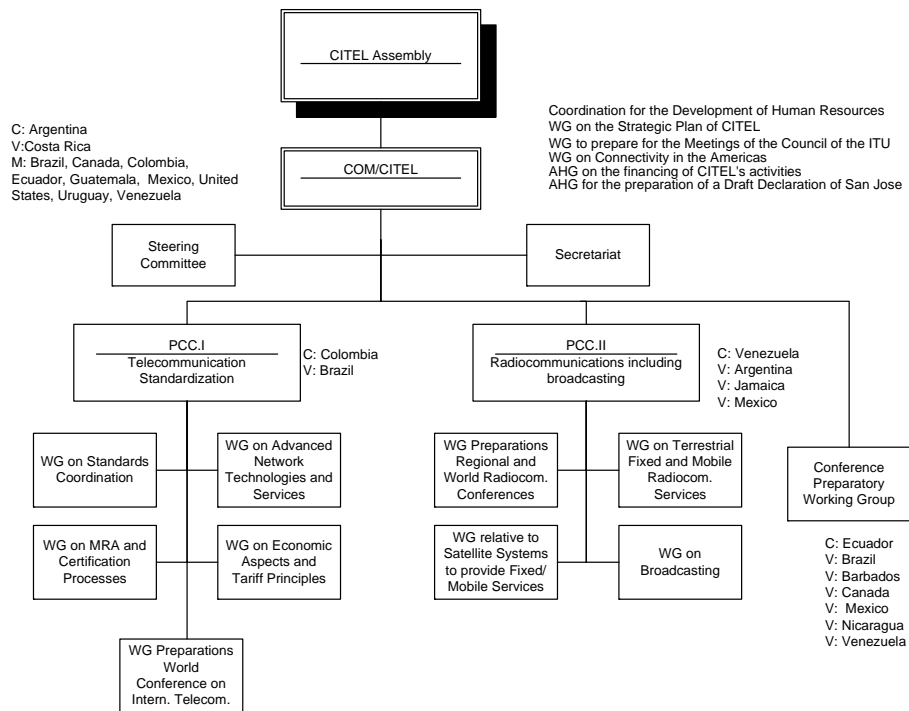 CITEL Assembly
C: Argentina
V:Costa Rica
M: Brazil, Canada, Colombia,
Ecuador, Guatemala, Mexico, United
States, Uruguay, Venezuela
COM/CITEL
Coordination for the Development of Human Resources
WG on the Strategic Plan of CITEL
WG to prepare for the Meetings of the Council of the ITU
WG on Connectivity in the Americas
AHG on the financing of CITEL's activities
AHG for the preparation of a Draft Declaration of San Jose
Steering
Committee
Secretariat
PCC.I
Telecommunication
Standardization
C: Colombia
V: Brazil
PCC.II
Radiocommunications including
broadcasting
C: Venezuela
V: Argentina
V: Jamaica
V: Mexico
WG on Standards
Coordination
WG on Advanced
Network
Technologies and
Services
WG Preparations
Regional and
World Radiocom.
Conferences
WG on Terrestrial
Fixed and Mobile
Radiocom.
Services
Conference
Preparatory
Working Group
WG on MRA and
Certification
Processes
WG on Economic
Aspects and
Tariff Principles
WG relative to
Satellite Systems
to provide Fixed/
Mobile Services
WG on
Broadcasting
C: Ecuador
V: Brazil
V: Barbados
V: Canada
V: Mexico
V: Nicaragua
V: Venezuela
WG Preparations
World
Conference on
Intern. Telecom.